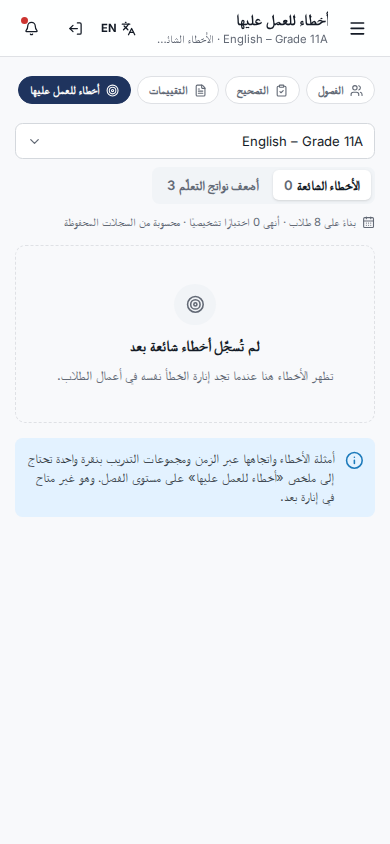 أخطاء للعمل عليها
English – Grade 11A · الأخطاء الشائ...
EN
الفصول
التصحيح
التقييمات
أخطاء للعمل عليها
English – Grade 11A
الأخطاء الشائعة 0
أضعف نواتج التعلّم 3
بناءً على 8 طلاب · أنهى 0 اختبارًا تشخيصيًا · محسوبة من السجلات المحفوظة
لم تُسجَّل أخطاء شائعة بعد
تظهر الأخطاء هنا عندما تجد إنارة الخطأ نفسه في أعمال الطلاب.
أمثلة الأخطاء واتجاهها عبر الزمن ومجموعات التدريب بنقرة واحدة تحتاج
إلى ملخص «أخطاء للعمل عليها» على مستوى الفصل. وهو غير متاح
في إنارة بعد.